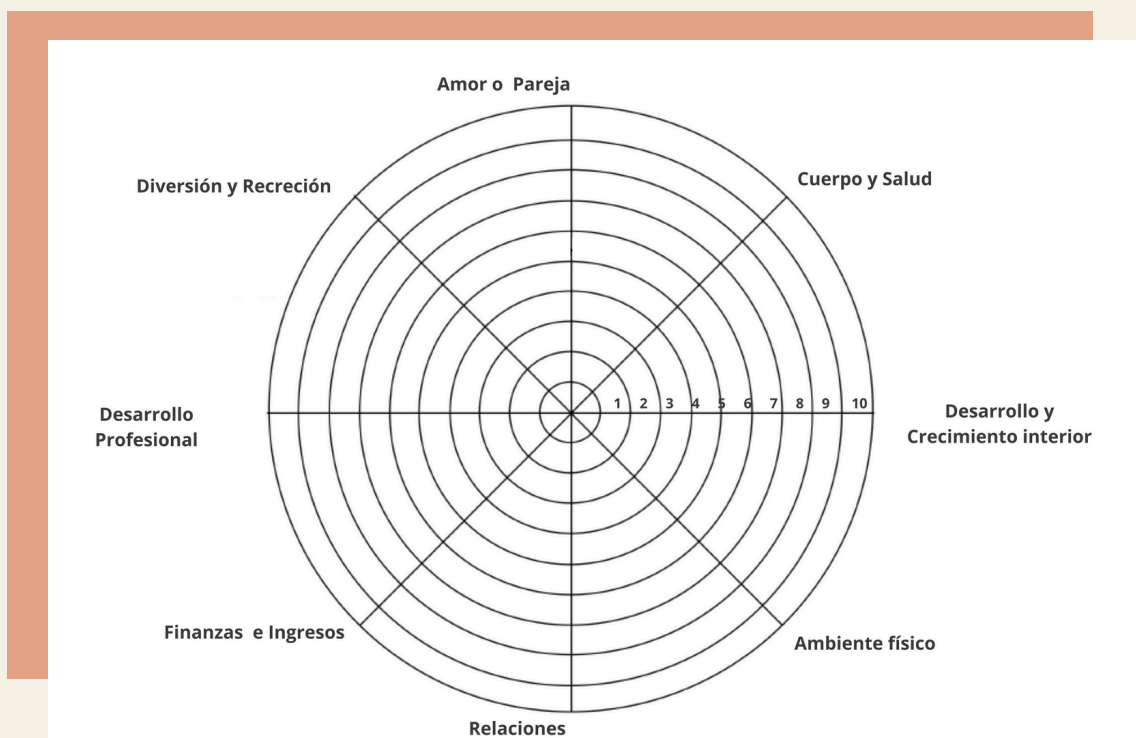 Amor o  Pareja
Cuerpo y Salud
Diversión y Recreción
1 2 3 4 5 6 7 8 9 10
Desarrollo
Profesional
Desarrollo y
Crecimiento interior
Finanzas  e Ingresos
Ambiente físico
Relaciones